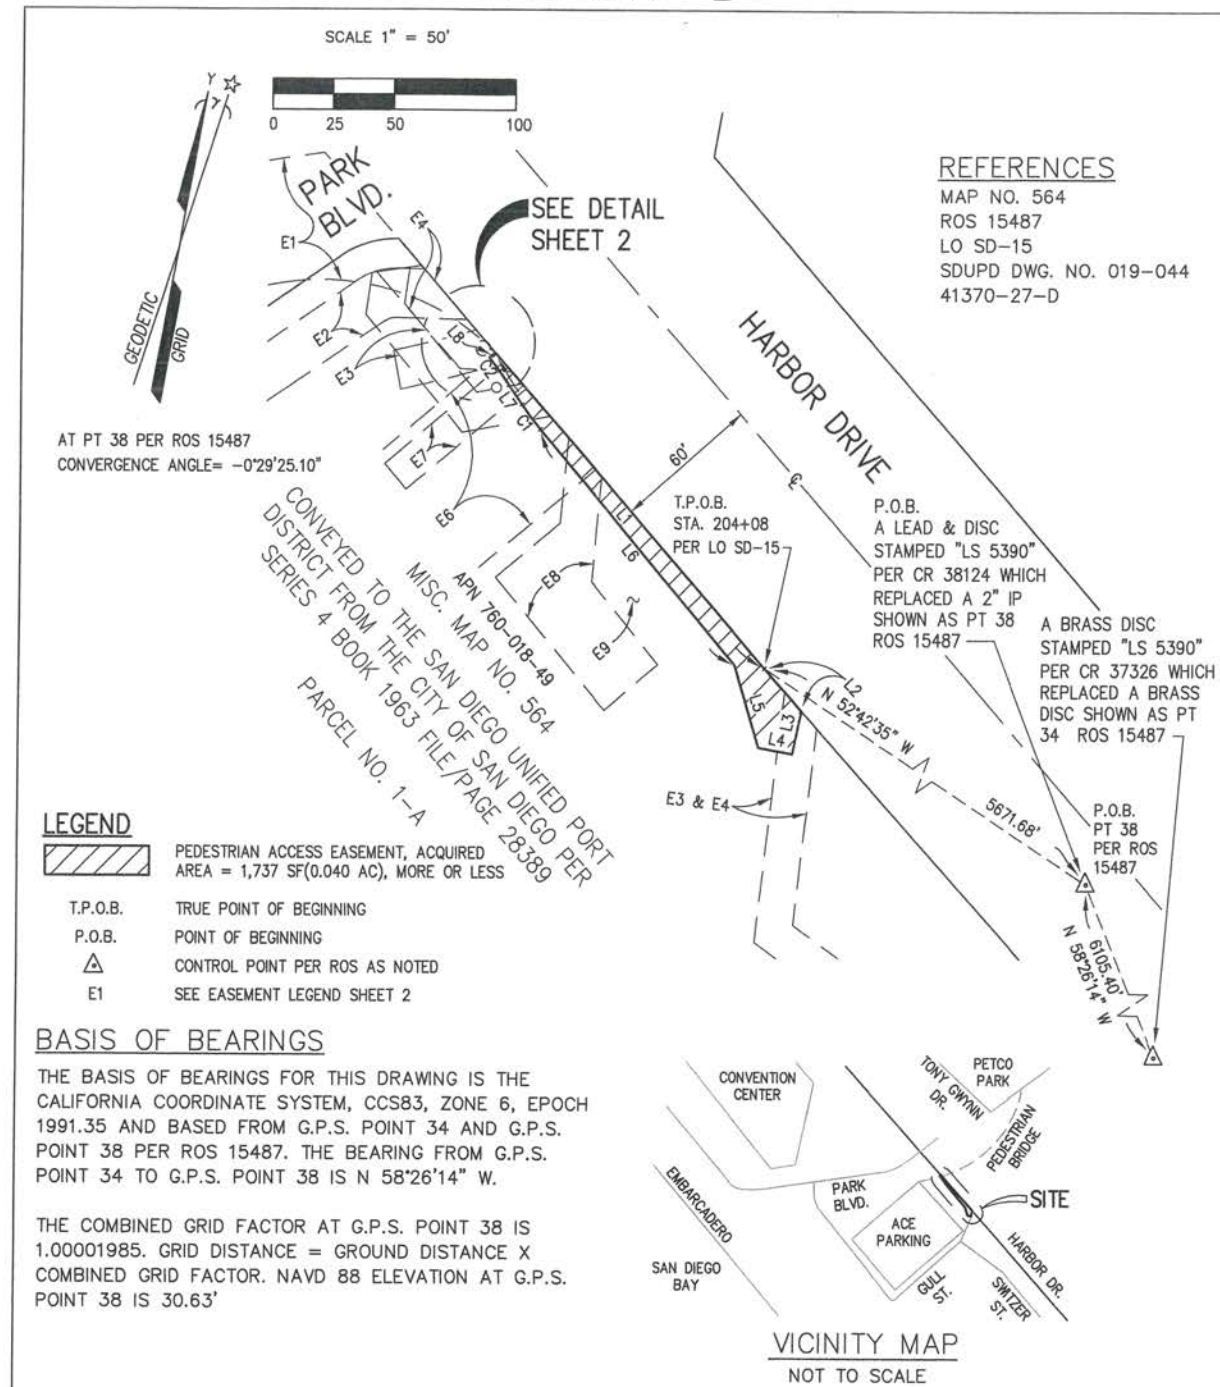 SCALE 1" = 50'
0 25 50 100
Y
GEODETIC
GRID
AT PT 38 PER ROS 15487
CONVERGENCE ANGLE= -0°29'25.10"
PARK
BLVD.
SEE DETAIL
SHEET 2
REFERENCES
MAP NO. 564
ROS 15487
LO SD-15
SDUPD DWG. NO. 019-044
41370-27-D
HARBOR DRIVE
E1
E4
E2
E3
L8
C2
L7
C1
E7
E6
E8
E9
L1
L6
60'
℄
T.P.O.B.
STA. 204+08
PER LO SD-15
P.O.B.
A LEAD & DISC
STAMPED "LS 5390"
PER CR 38124 WHICH
REPLACED A 2" IP
SHOWN AS PT 38
ROS 15487
A BRASS DISC
STAMPED "LS 5390"
PER CR 37326 WHICH
REPLACED A BRASS
DISC SHOWN AS PT
34 ROS 15487
L2
L3
L4
L5
N 52°42'35" W
5671.68'
E3 & E4
P.O.B.
PT 38
PER ROS
15487
6105.40'
N 58°26'14" W
APN 760-018-49
MISC. MAP NO. 564
CONVEYED TO THE SAN DIEGO UNIFIED PORT
DISTRICT FROM THE CITY OF SAN DIEGO PER
SERIES 4 BOOK 1963 FILE/PAGE 28389
PARCEL NO. 1-A
LEGEND
PEDESTRIAN ACCESS EASEMENT, ACQUIRED
AREA = 1,737 SF(0.040 AC), MORE OR LESS
T.P.O.B. TRUE POINT OF BEGINNING
P.O.B. POINT OF BEGINNING
CONTROL POINT PER ROS AS NOTED
E1 SEE EASEMENT LEGEND SHEET 2
BASIS OF BEARINGS
THE BASIS OF BEARINGS FOR THIS DRAWING IS THE
CALIFORNIA COORDINATE SYSTEM, CCS83, ZONE 6, EPOCH
1991.35 AND BASED FROM G.P.S. POINT 34 AND G.P.S.
POINT 38 PER ROS 15487. THE BEARING FROM G.P.S.
POINT 34 TO G.P.S. POINT 38 IS N 58°26'14" W.
THE COMBINED GRID FACTOR AT G.P.S. POINT 38 IS
1.00001985. GRID DISTANCE = GROUND DISTANCE X
COMBINED GRID FACTOR. NAVD 88 ELEVATION AT G.P.S.
POINT 38 IS 30.63'
CONVENTION
CENTER
TONY GWYNN
DR.
PETCO
PARK
PEDESTRIAN
BRIDGE
EMBARCADERO
PARK
BLVD.
ACE
PARKING
SITE
SAN DIEGO
BAY
GULL
ST.
SWITZER
ST.
HARBOR DR.
VICINITY MAP
NOT TO SCALE